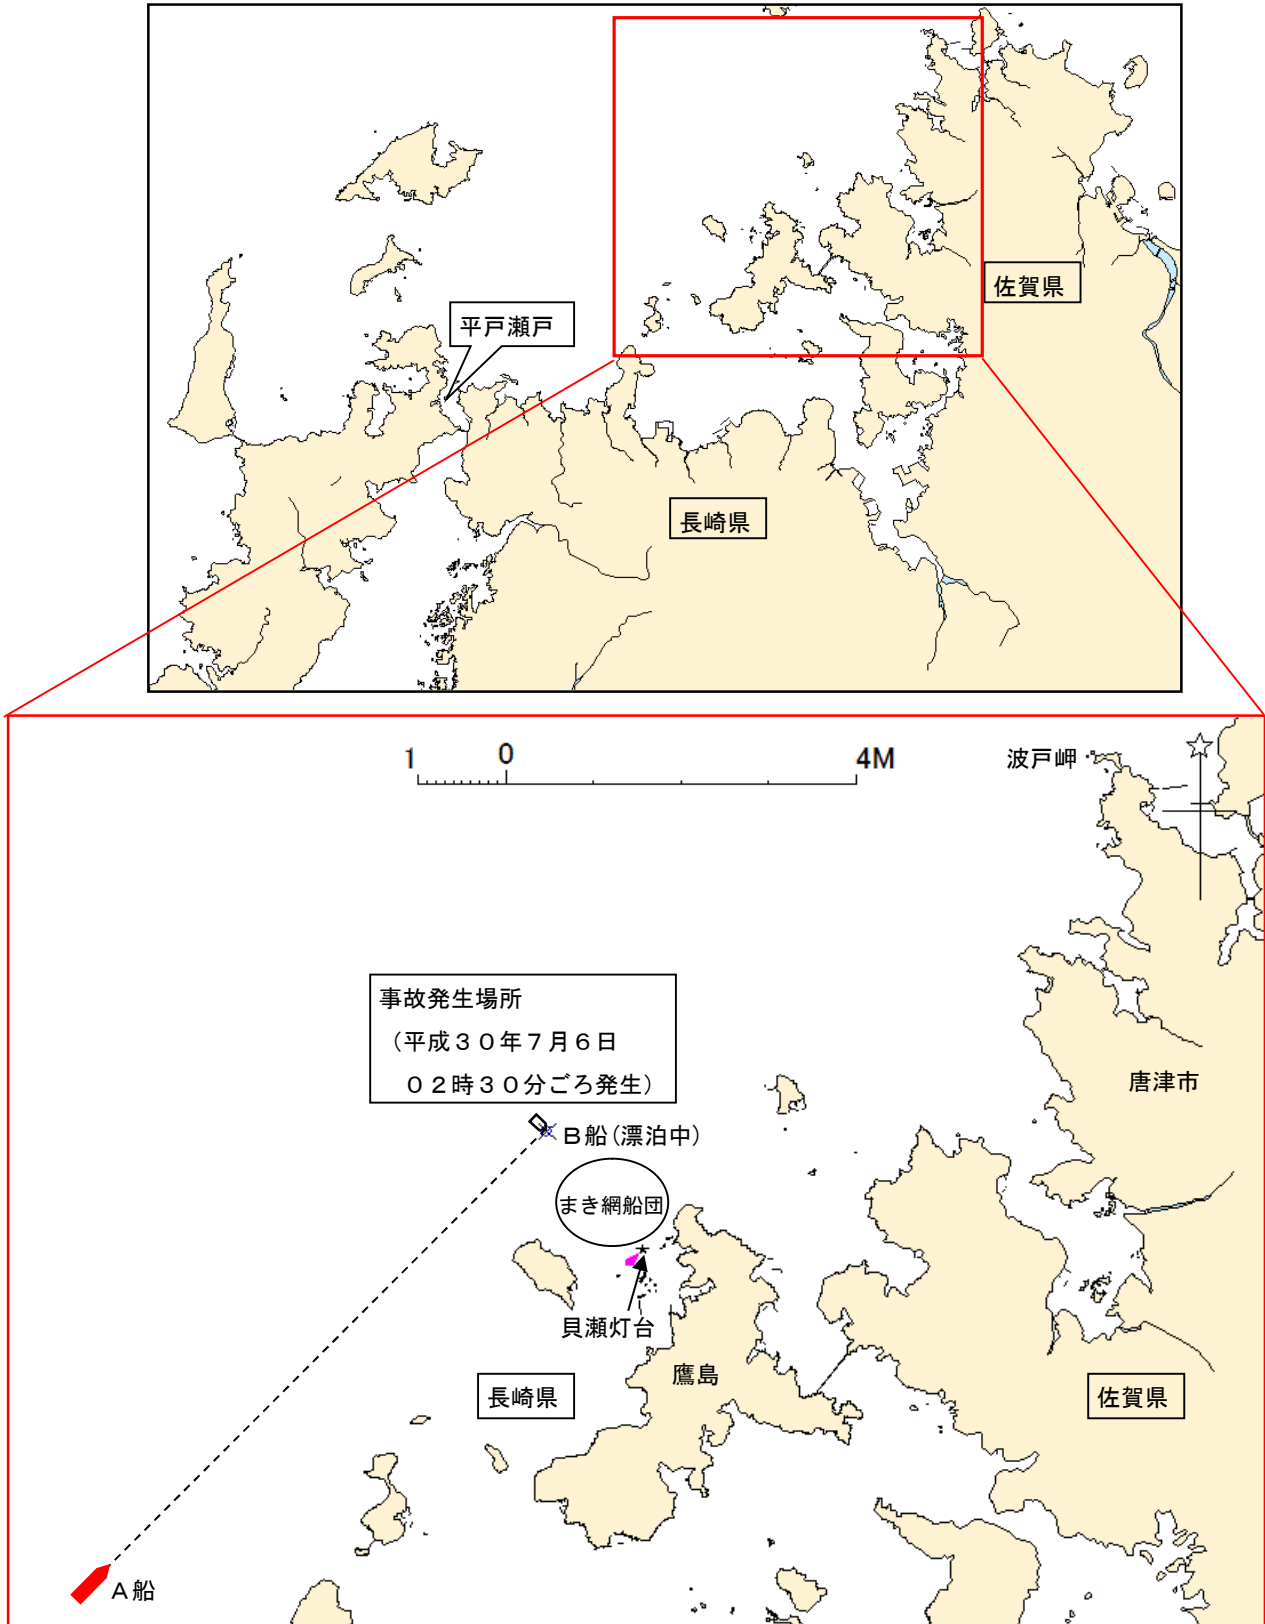 佐賀県
平戸瀬戸
長崎県
1 0 4M
波戸岬
事故発生場所
（平成３０年７月６日
０２時３０分ごろ発生）
唐津市
Ｂ船（漂泊中）
まき網船団
貝瀬灯台
鷹島
長崎県
佐賀県
Ａ船